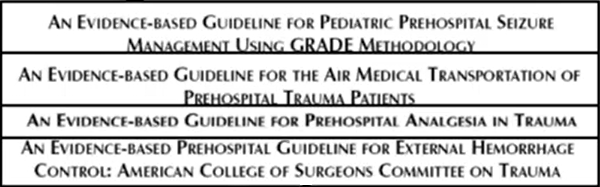 AN EVIDENCE-BASED GUIDELINE FOR PEDIATRIC PREHOSPITAL SEIZURE
MANAGEMENT USING GRADE METHODOLOGY
AN EVIDENCE-BASED GUIDELINE FOR THE AIR MEDICAL TRANSPORTATION OF
PREHOSPITAL TRAUMA PATIENTS
AN EVIDENCE-BASED GUIDELINE FOR PREHOSPITAL ANALGESIA IN TRAUMA
AN EVIDENCE-BASED PREHOSPITAL GUIDELINE FOR EXTERNAL HEMORRHAGE
CONTROL: AMERICAN COLLEGE OF SURGEONS COMMITTEE ON TRAUMA